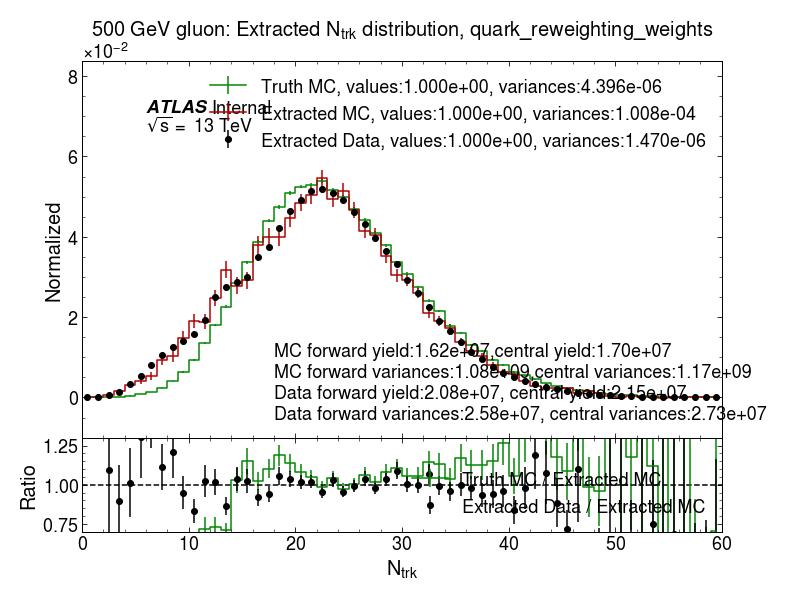 500 GeV gluon: Extracted N_trk distribution, quark_reweighting_weights
×10⁻²
Truth MC, values:1.000e+00, variances:4.396e-06
ATLAS Internal
Extracted MC, values:1.000e+00, variances:1.008e-04
√s = 13 TeV
Extracted Data, values:1.000e+00, variances:1.470e-06
8
6
4
2
0
Normalized
MC forward yield:1.62e+07,central yield:1.70e+07
MC forward variances:1.08e+09,central variances:1.17e+09
Data forward yield:2.08e+07, central yield:2.15e+07
Data forward variances:2.58e+07, central variances:2.73e+07
1.25
1.00
0.75
Ratio
Truth MC / Extracted MC
Extracted Data / Extracted MC
0 10 20 30 40 50 60
N_trk